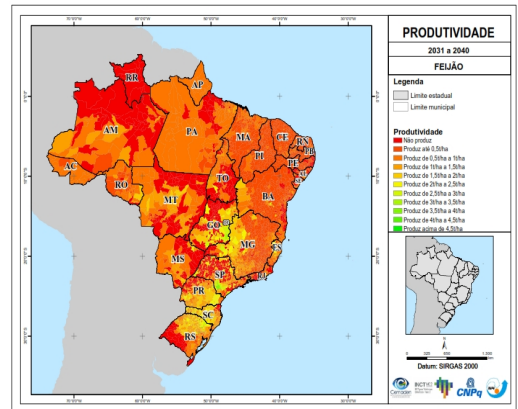 PRODUTIVIDADE
2031 a 2040
FEIJÃO
Legenda
Limite estadual
Limite municipal
Produtividade
Não produz
Produz até 0,5t/ha
Produz de 0,5t/ha a 1t/ha
Produz de 1t/ha a 1,5t/ha
Produz de 1,5t/ha a 2t/ha
Produz de 2t/ha a 2,5t/ha
Produz de 2,5t/ha a 3t/ha
Produz de 3t/ha a 3,5t/ha
Produz de 3,5t/ha a 4t/ha
Produz de 4t/ha a 4,5t/ha
Produz acima de 4,5t/ha
RR
AP
AM
PA
MA
CE
RN
PB
PI
PE
AC
TO
RO
BA
MT
GO
MG
ES
MS
SP
RJ
PR
SC
RS
Datum: SIRGAS 2000
Cemaden
INCT
CNPq